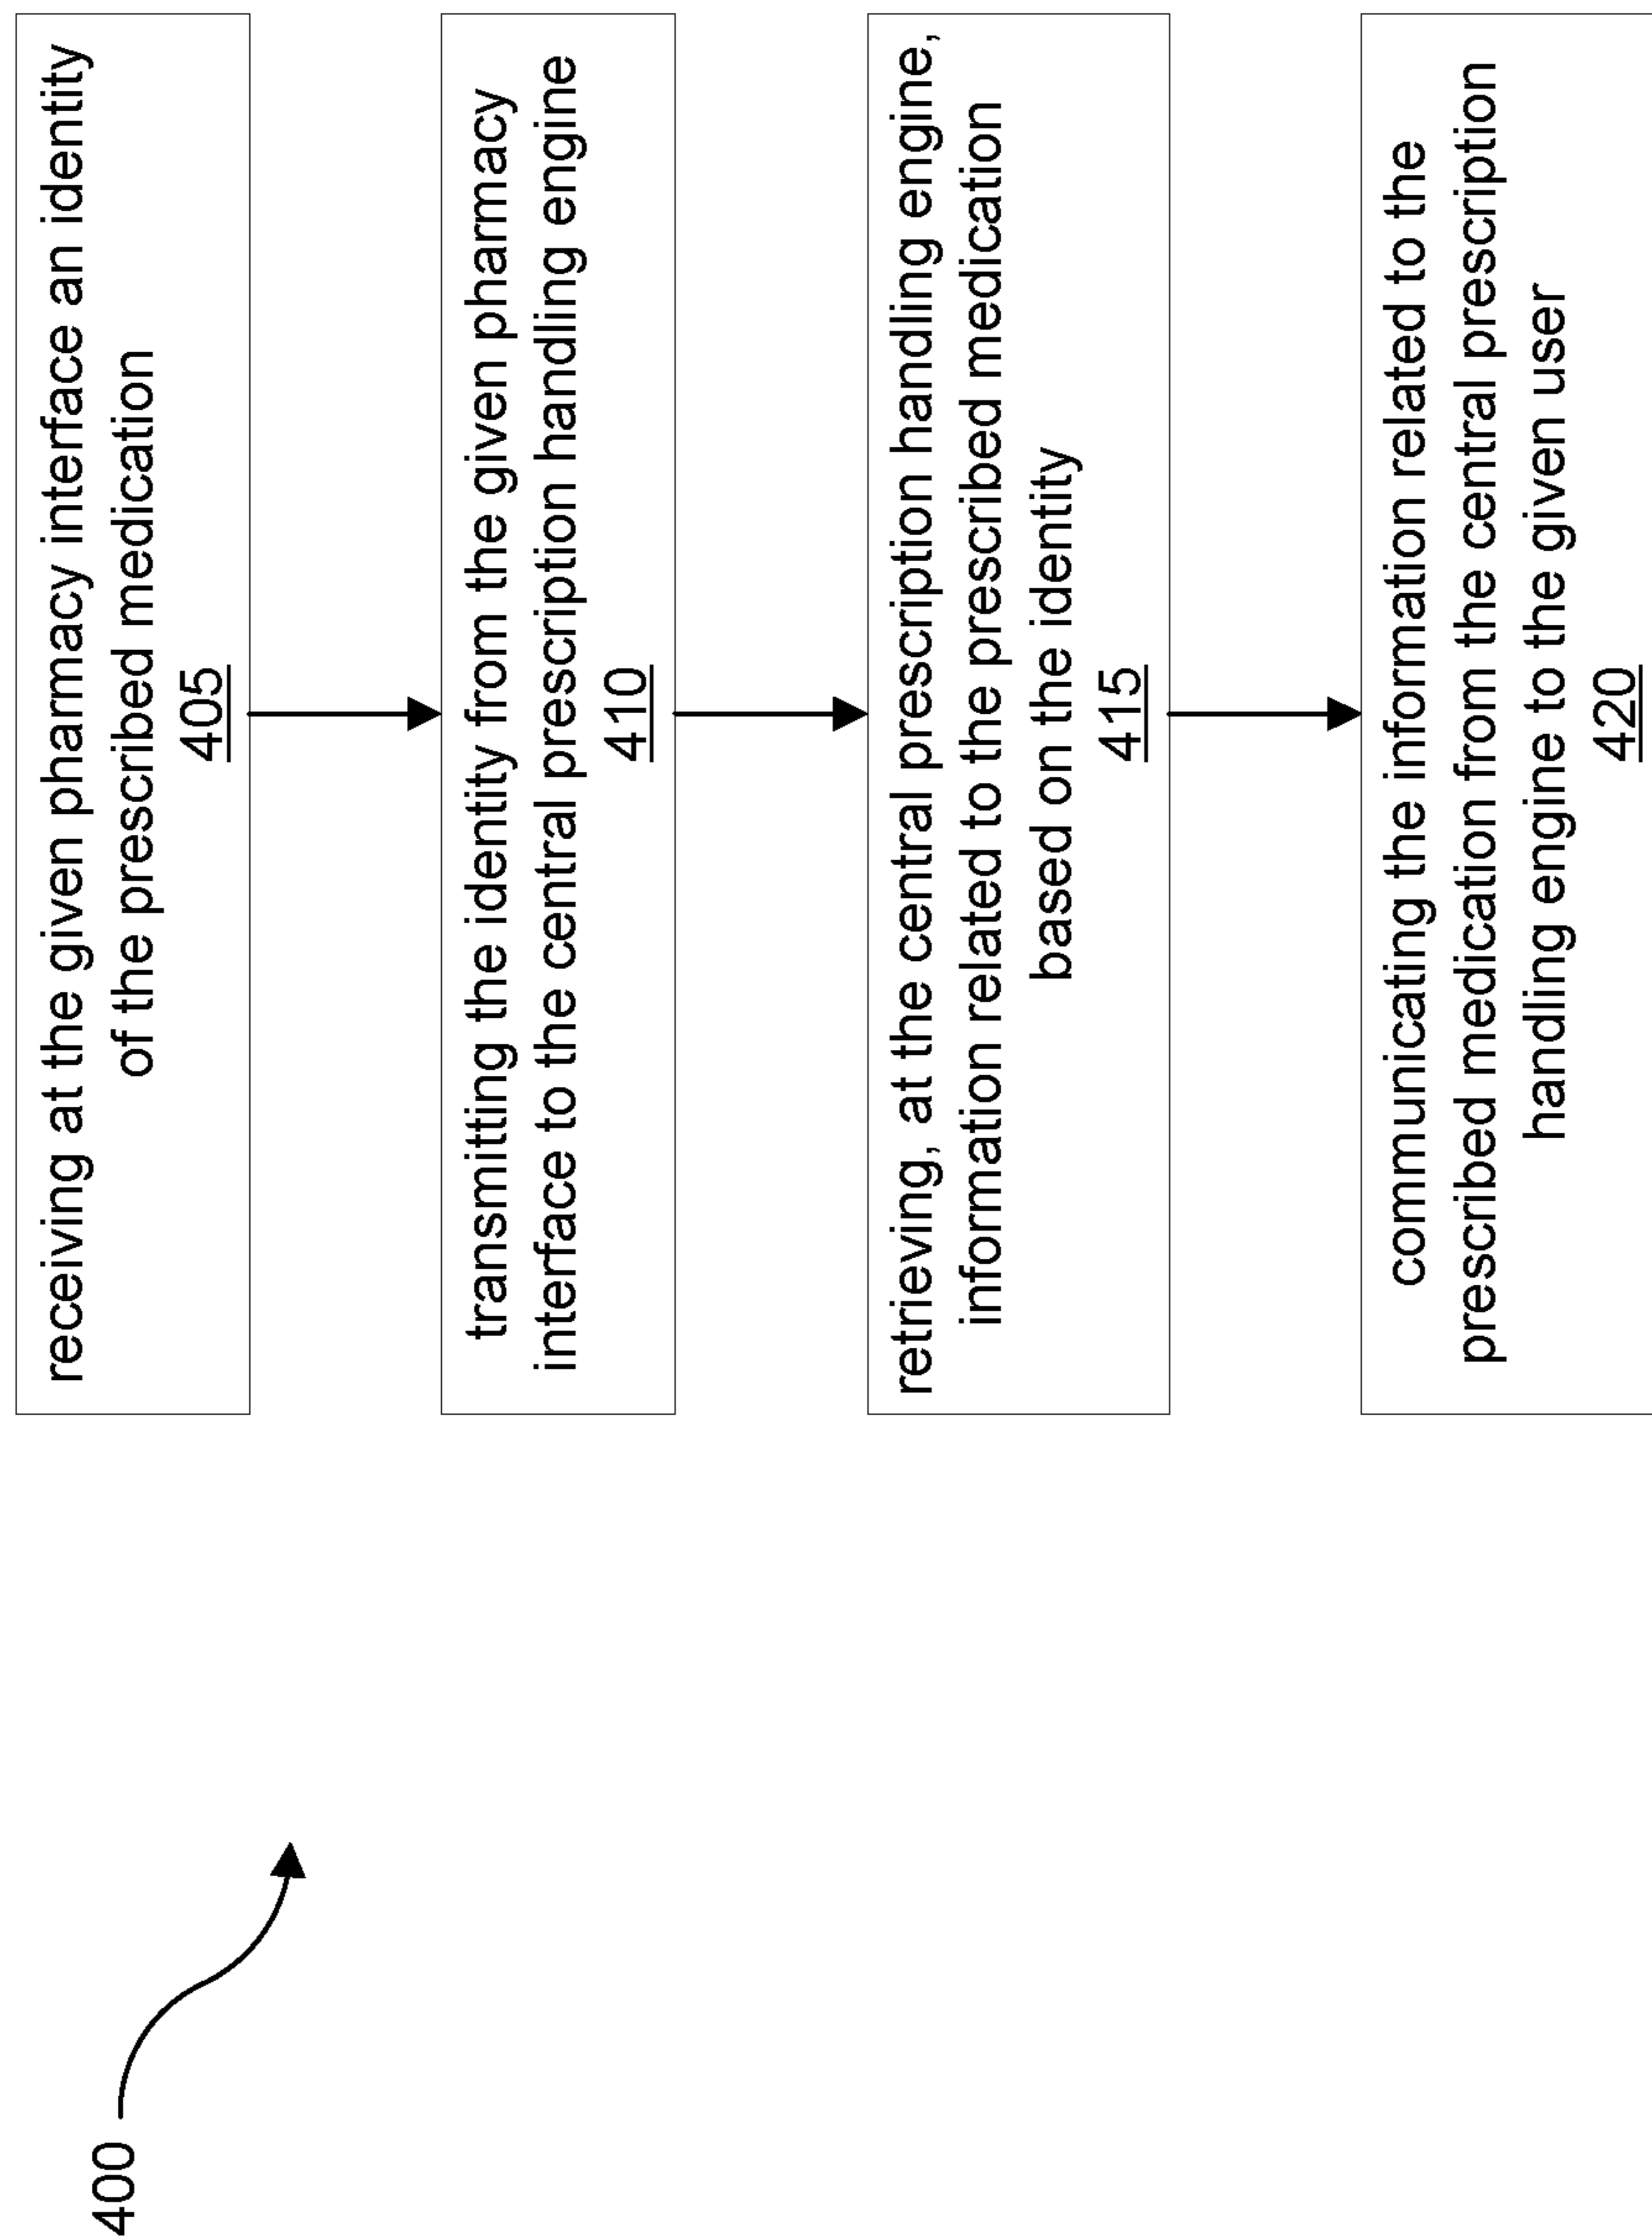 400
receiving at the given pharmacy interface an identity
of the prescribed medication
405
transmitting the identity from the given pharmacy
interface to the central prescription handling engine
410
retrieving, at the central prescription handling engine,
information related to the prescribed medication
based on the identity
415
communicating the information related to the
prescribed medication from the central prescription
handling engine to the given user
420